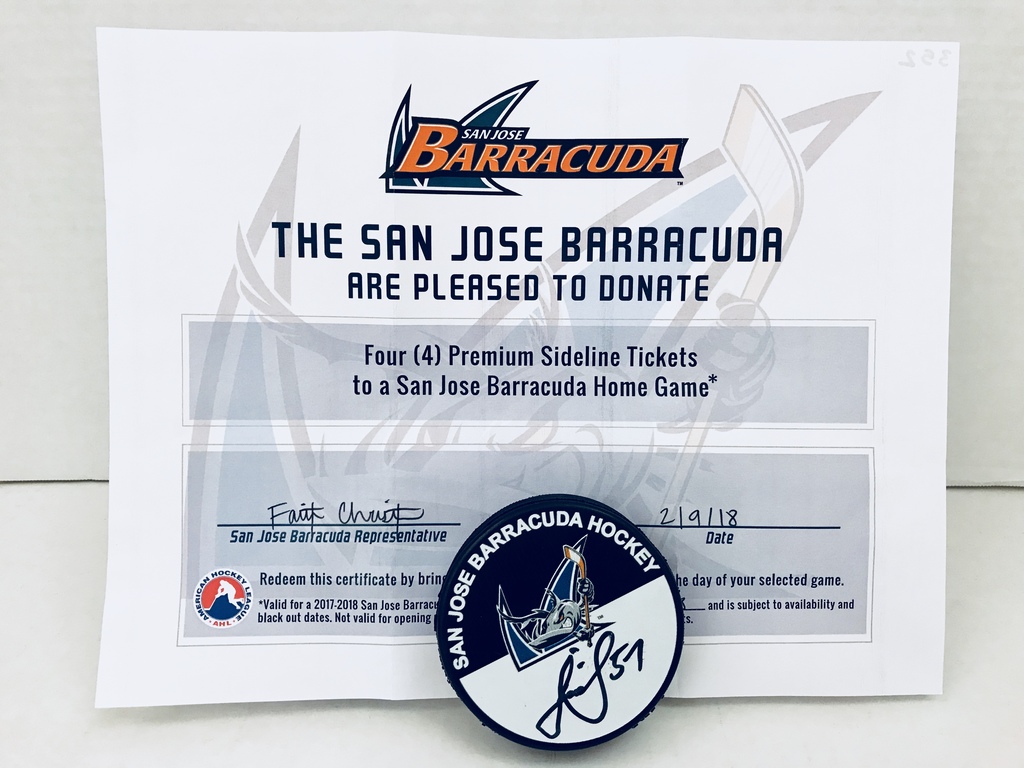 352
SAN JOSE
BARRACUDA
TM
THE SAN JOSE BARRACUDA
ARE PLEASED TO DONATE
Four (4) Premium Sideline Tickets
to a San Jose Barracuda Home Game*
2/9/18
San Jose Barracuda Representative
Date
AMERICAN HOCKEY LEAGUE
AHL
Redeem this certificate by
he day of your selected game.
*Valid for a 2017-2018 San Jose
and is subject to availability and
black out dates. Not valid for opening
SAN JOSE BARRACUDA HOCKEY
57